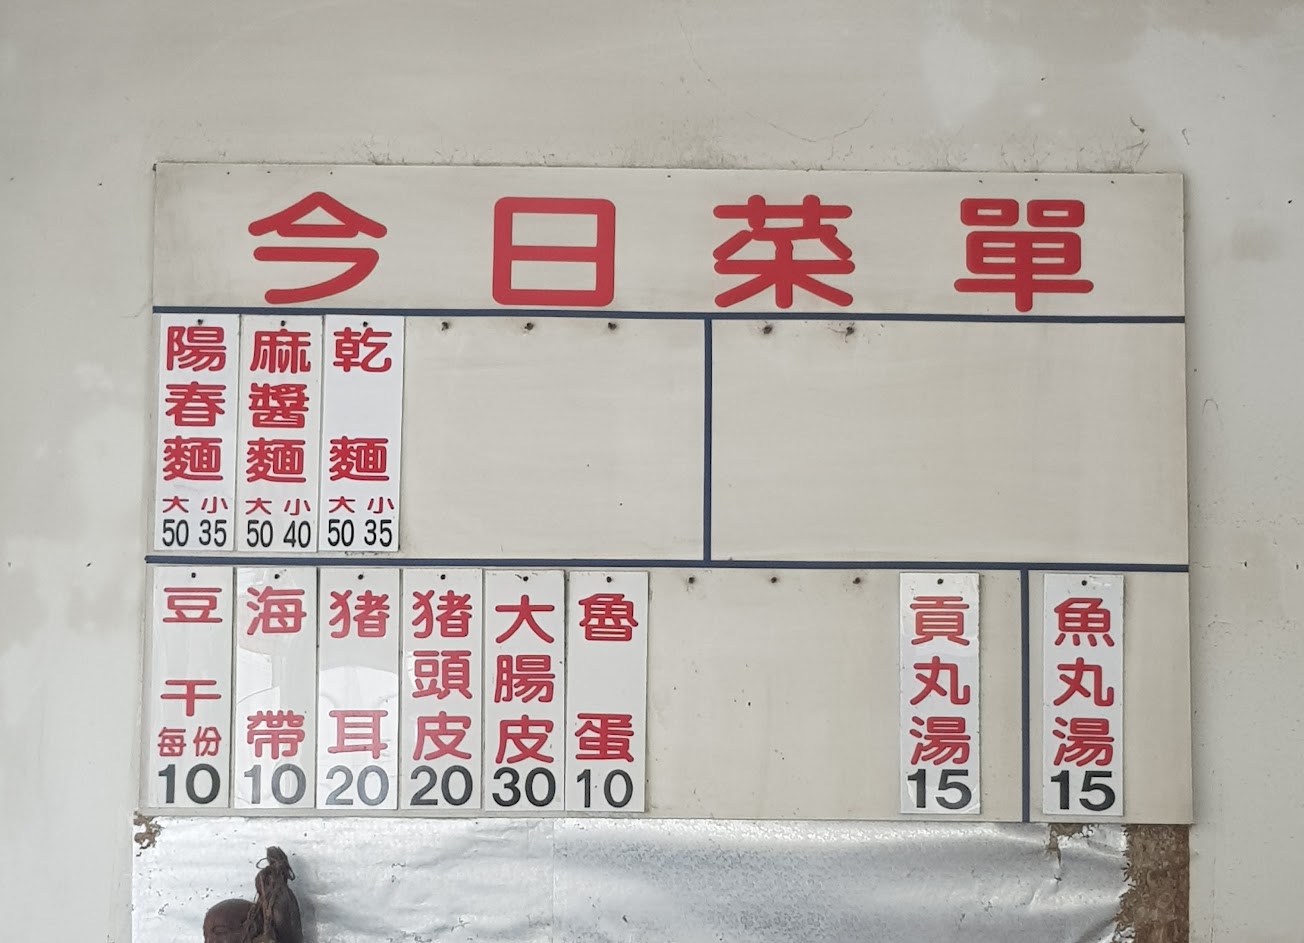 今日菜單
陽春麵
大 小
50 35
麻醬麵
大 小
50 40
乾麵
大 小
50 35
豆干
每份
10
海帶
10
猪耳
20
猪頭皮
20
大腸皮
30
魯蛋
10
貢丸湯
15
魚丸湯
15